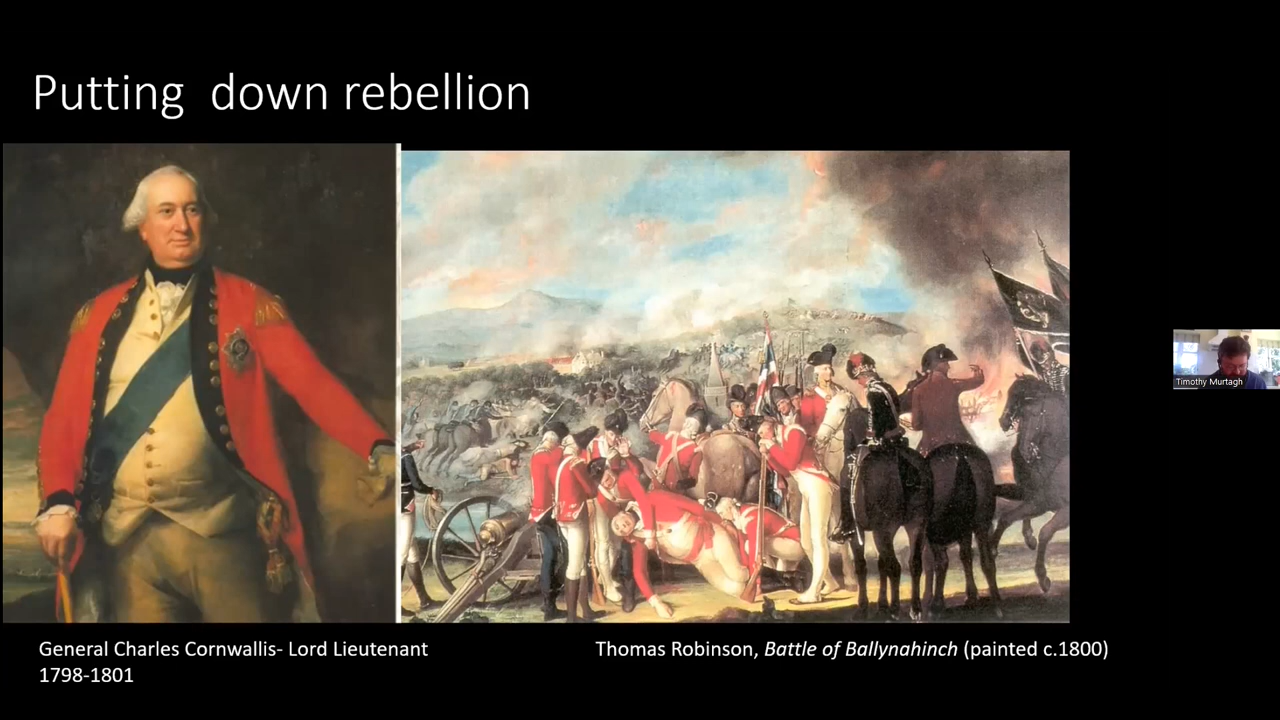 Putting  down rebellion
General Charles Cornwallis- Lord Lieutenant
1798-1801
Thomas Robinson, Battle of Ballynahinch (painted c.1800)
Timothy Murtagh